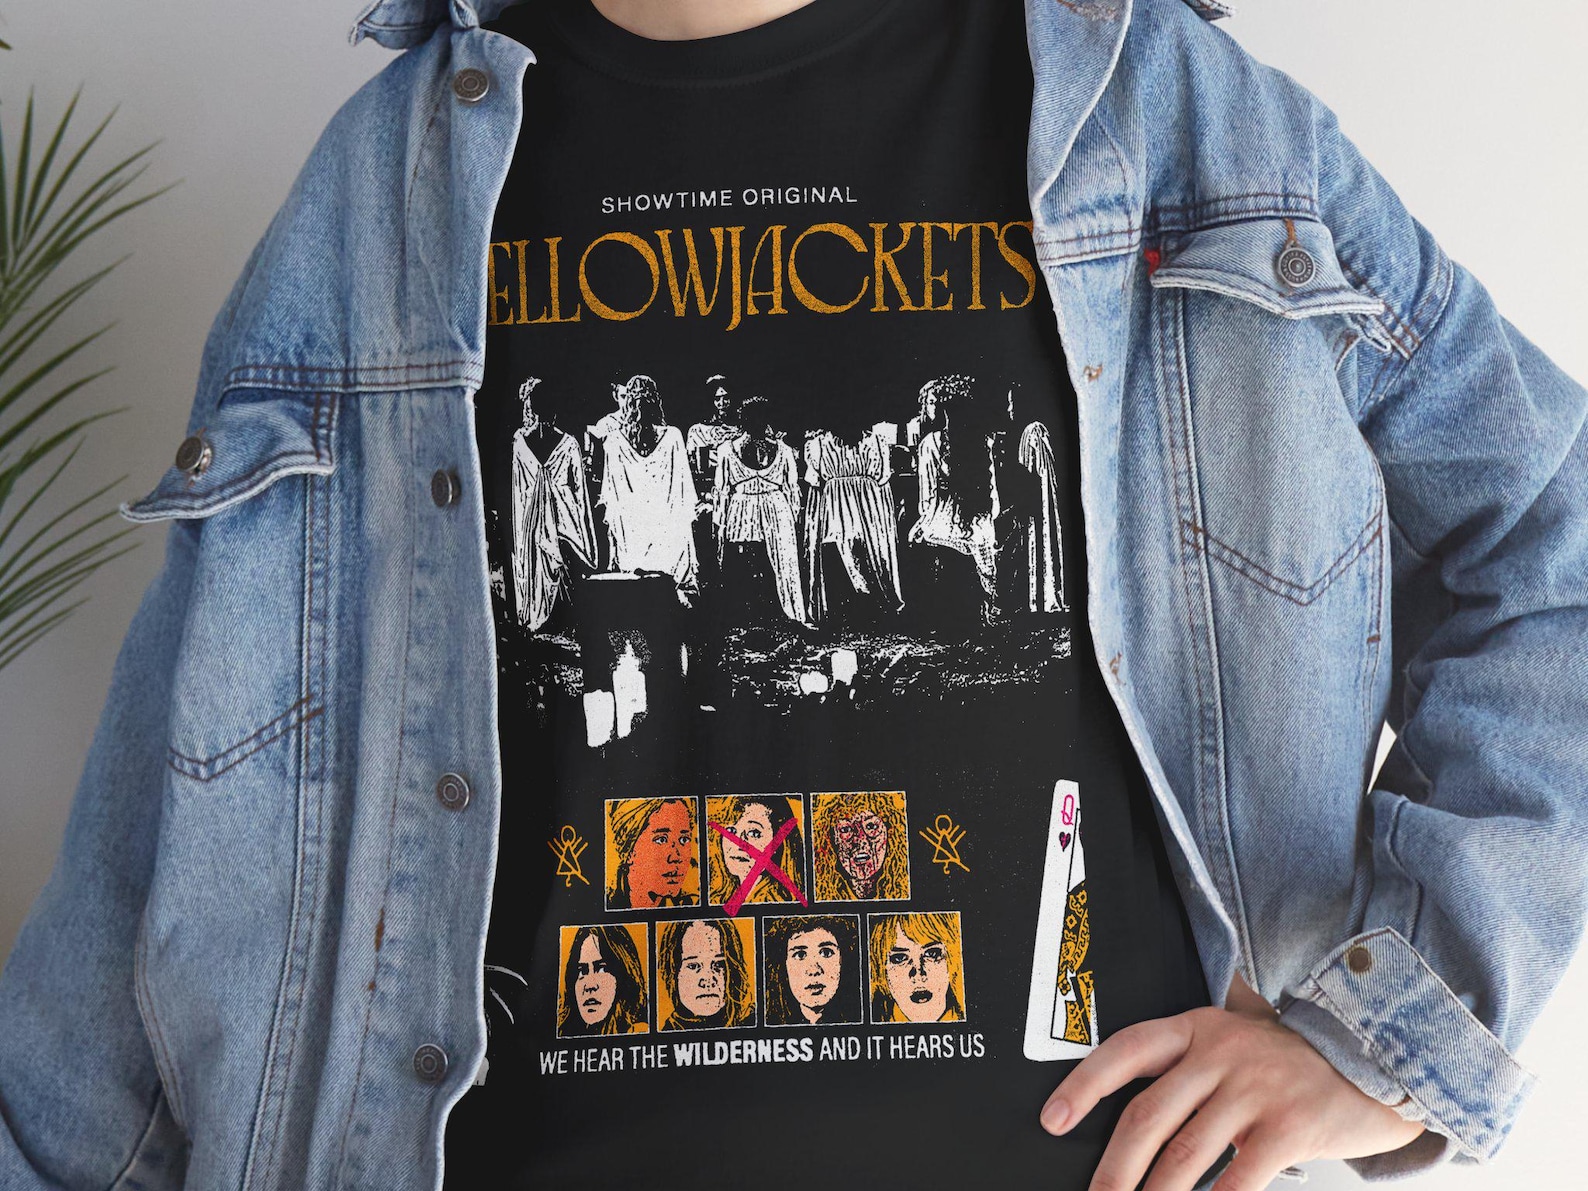 SHOWTIME ORIGINAL
ELLOWJACKETS
Q
WE HEAR THE WILDERNESS AND IT HEARS US